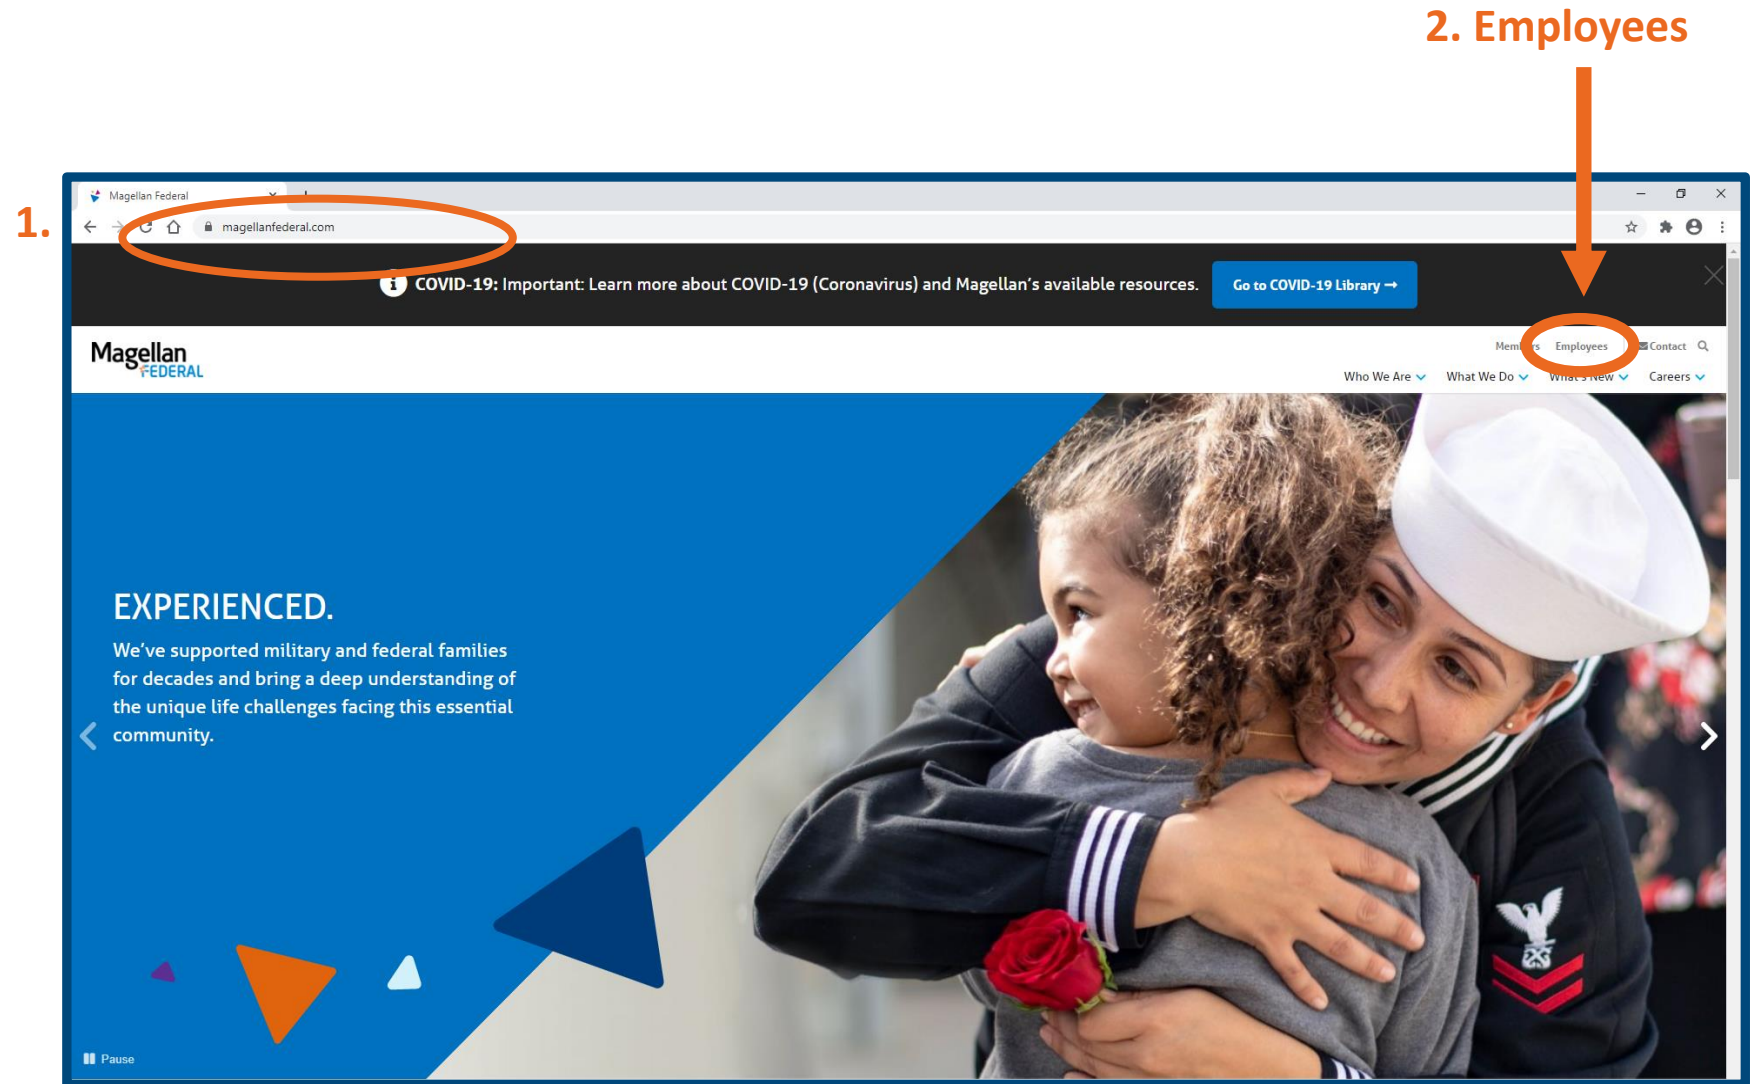 2. Employees
1.
Magellan Federal
magellanfederal.com
COVID-19: Important: Learn more about COVID-19 (Coronavirus) and Magellan's available resources.
Go to COVID-19 Library →
Magellan
FEDERAL
Members Employees Contact
Who We Are What We Do What's New Careers
EXPERIENCED.
We've supported military and federal families
for decades and bring a deep understanding of
the unique life challenges facing this essential
community.
Pause